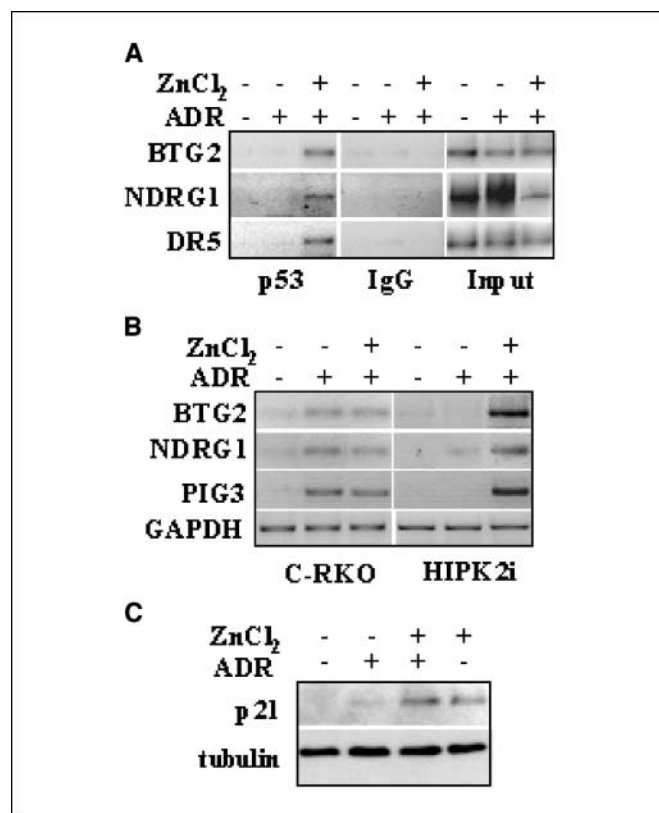 A
ZnCl₂ - - + - - + - - +
ADR - + + - + + - + +
BTG2
NDRG1
DR5
p53 IgG Input
B
ZnCl₂ - - + - - +
ADR - + + - + +
BTG2
NDRG1
PIG3
GAPDH
C-RKO HIPK2i
C
ZnCl₂ - - + +
ADR - + + -
p21
tubulin